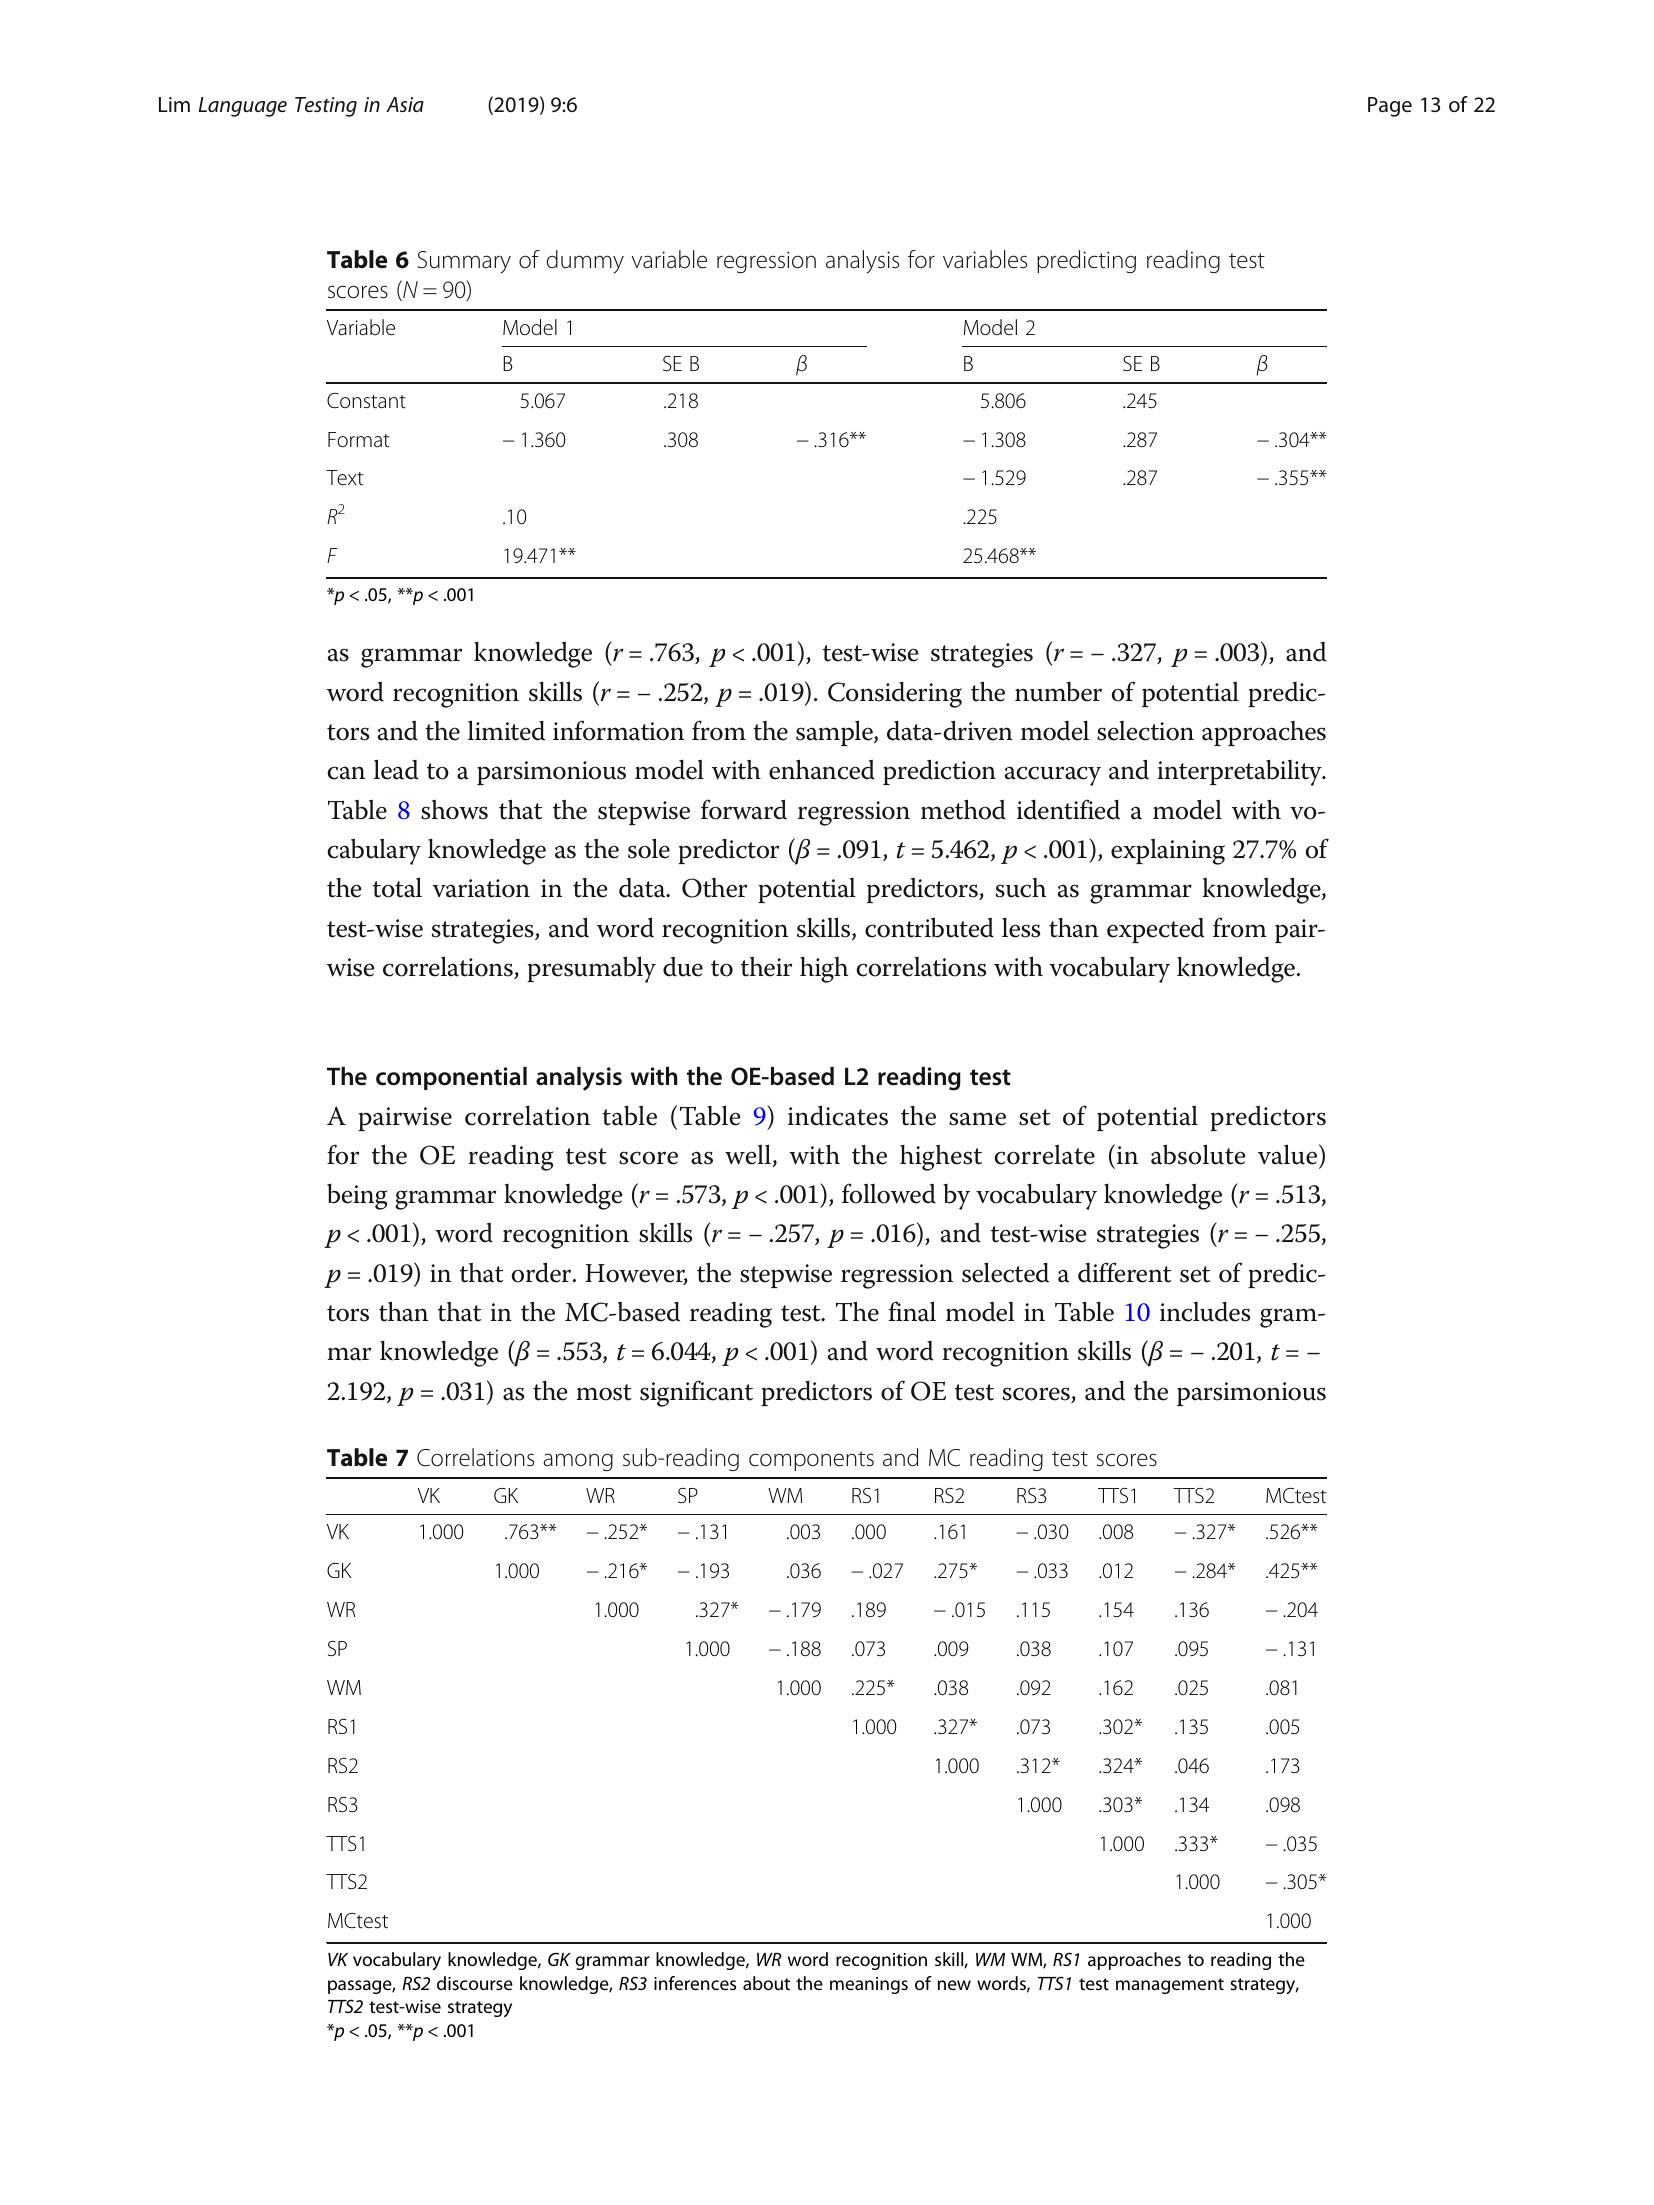 Lim Language Testing in Asia (2019) 9:6 Page 13 of 22
Table 6 Summary of dummy variable regression analysis for variables predicting reading test
scores (N = 90)
Variable Model 1 Model 2
B SE B β B SE B β
Constant 5.067 .218 5.806 .245
Format − 1.360 .308 − .316** − 1.308 .287 − .304**
Text − 1.529 .287 − .355**
R2 .10 .225
F 19.471** 25.468**
*p < .05, **p < .001
as grammar knowledge (r = .763, p < .001), test-wise strategies (r = − .327, p = .003), and
word recognition skills (r = − .252, p = .019). Considering the number of potential predic-
tors and the limited information from the sample, data-driven model selection approaches
can lead to a parsimonious model with enhanced prediction accuracy and interpretability.
Table 8 shows that the stepwise forward regression method identified a model with vo-
cabulary knowledge as the sole predictor (β = .091, t = 5.462, p < .001), explaining 27.7% of
the total variation in the data. Other potential predictors, such as grammar knowledge,
test-wise strategies, and word recognition skills, contributed less than expected from pair-
wise correlations, presumably due to their high correlations with vocabulary knowledge.
The componential analysis with the OE-based L2 reading test
A pairwise correlation table (Table 9) indicates the same set of potential predictors
for the OE reading test score as well, with the highest correlate (in absolute value)
being grammar knowledge (r = .573, p < .001), followed by vocabulary knowledge (r = .513,
p < .001), word recognition skills (r = − .257, p = .016), and test-wise strategies (r = − .255,
p = .019) in that order. However, the stepwise regression selected a different set of predic-
tors than that in the MC-based reading test. The final model in Table 10 includes gram-
mar knowledge (β = .553, t = 6.044, p < .001) and word recognition skills (β = − .201, t = −
2.192, p = .031) as the most significant predictors of OE test scores, and the parsimonious
Table 7 Correlations among sub-reading components and MC reading test scores
VK GK WR SP WM RS1 RS2 RS3 TTS1 TTS2 MCtest
VK 1.000 .763** − .252* − .131 .003 .000 .161 − .030 .008 − .327* .526**
GK 1.000 − .216* − .193 .036 − .027 .275* − .033 .012 − .284* .425**
WR 1.000 .327* − .179 .189 − .015 .115 .154 .136 − .204
SP 1.000 − .188 .073 .009 .038 .107 .095 − .131
WM 1.000 .225* .038 .092 .162 .025 .081
RS1 1.000 .327* .073 .302* .135 .005
RS2 1.000 .312* .324* .046 .173
RS3 1.000 .303* .134 .098
TTS1 1.000 .333* − .035
TTS2 1.000 − .305*
MCtest 1.000
VK vocabulary knowledge, GK grammar knowledge, WR word recognition skill, WM WM, RS1 approaches to reading the
passage, RS2 discourse knowledge, RS3 inferences about the meanings of new words, TTS1 test management strategy,
TTS2 test-wise strategy
*p < .05, **p < .001